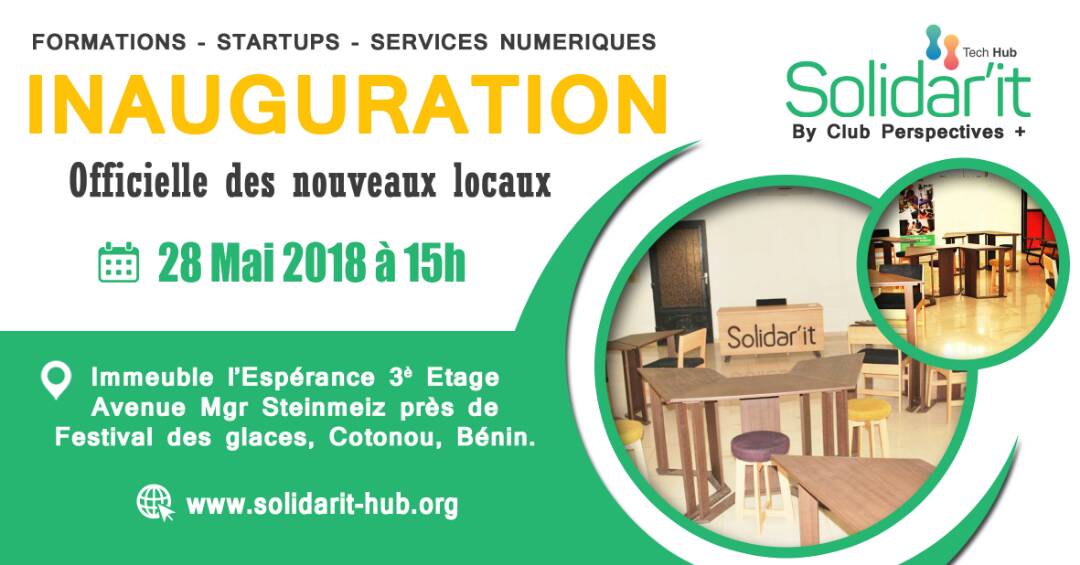 FORMATIONS - STARTUPS - SERVICES NUMERIQUES
INAUGURATION
Officielle des nouveaux locaux
28 Mai 2018 à 15h
Tech Hub
Solidar'it
By Club Perspectives +
Solidar'it
Immeuble l'Espérance 3è Etage
Avenue Mgr Steinmeiz près de
Festival des glaces, Cotonou, Bénin.
www.solidarit-hub.org